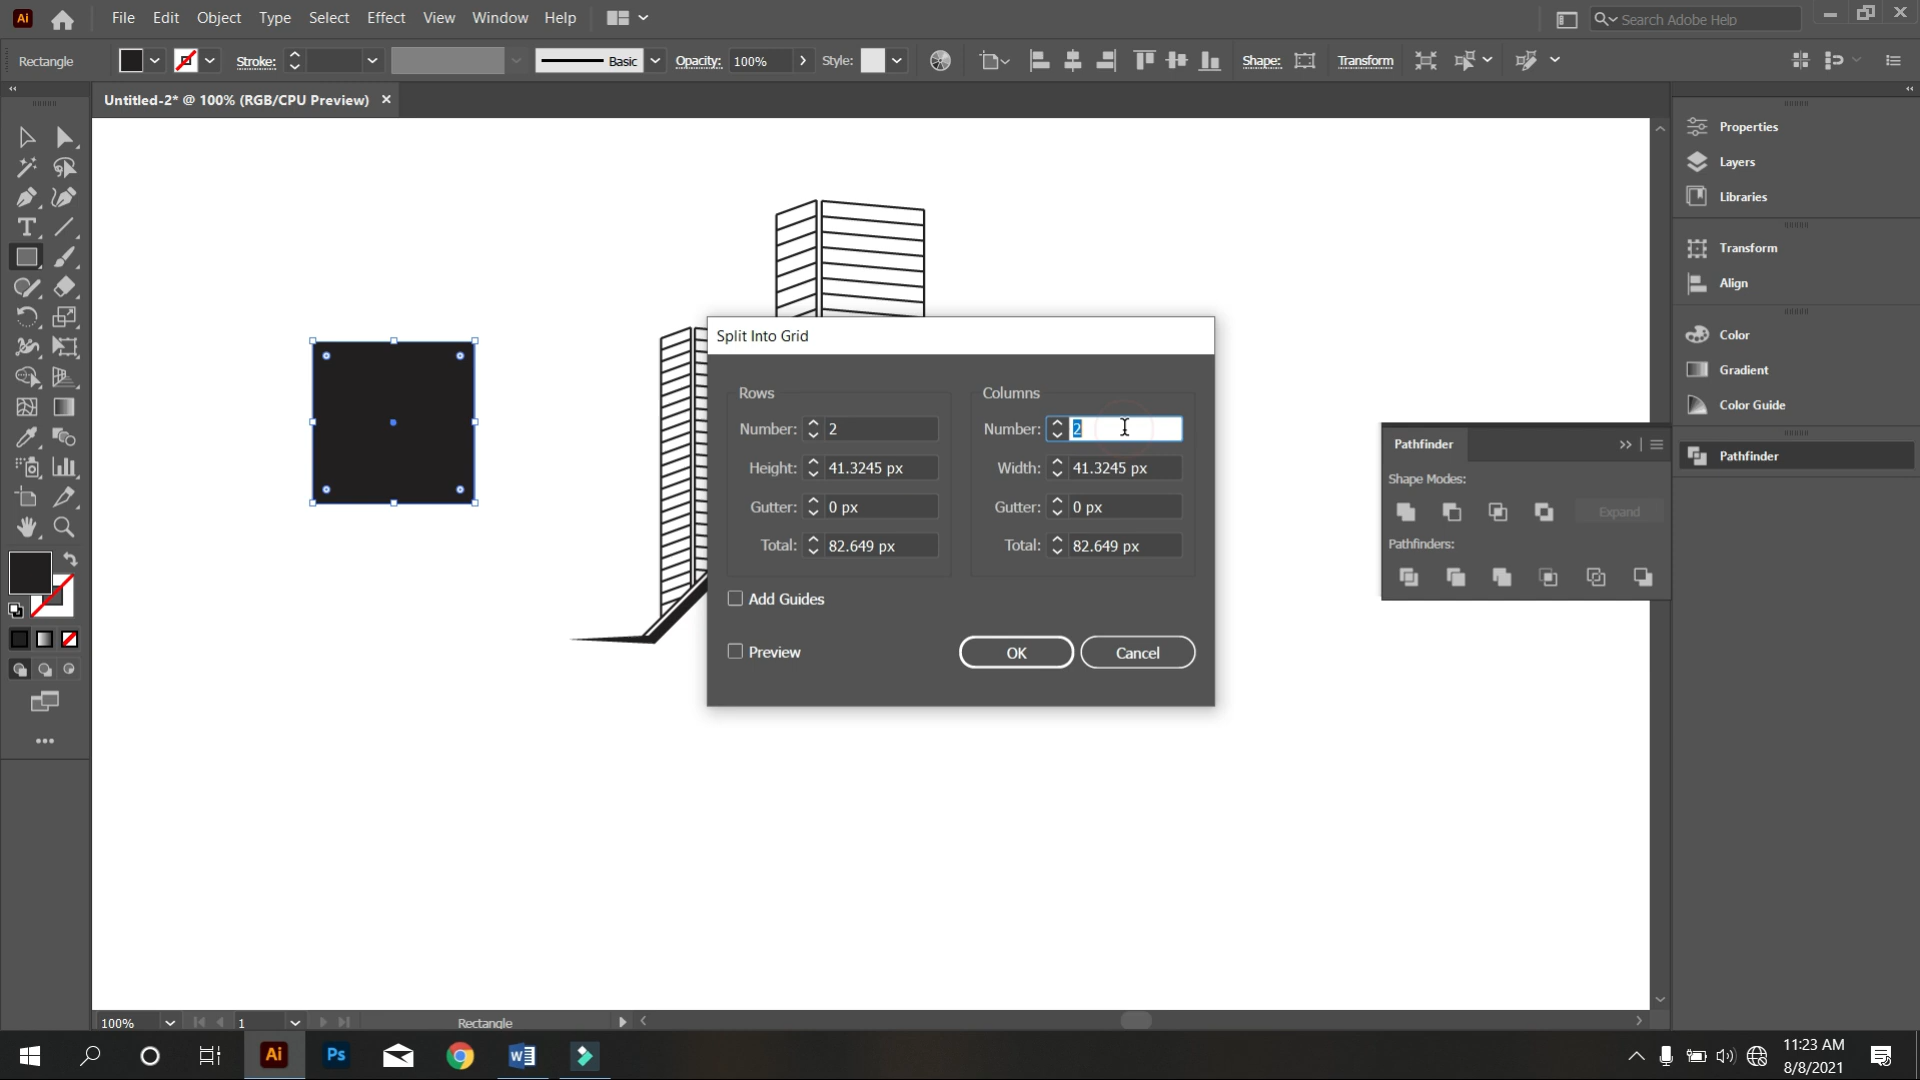 Ai File Edit Object Type Select Effect View Window Help Search Adobe Help
Rectangle Stroke: Basic Opacity: 100% Style: Shape: Transform
Untitled-2* @ 100% (RGB/CPU Preview) ×
Properties
Layers
Libraries
Transform
Align
Color
Gradient
Color Guide
Pathfinder
Split Into Grid
Rows Columns
Number: 2 Number: 2
Height: 41.3245 px Width: 41.3245 px
Gutter: 0 px Gutter: 0 px
Total: 82.649 px Total: 82.649 px
Add Guides
Preview OK Cancel
Pathfinder
Shape Modes:
Expand
Pathfinders:
100% 1 Rectangle
Ai Ps 11:23 AM
8/8/2021